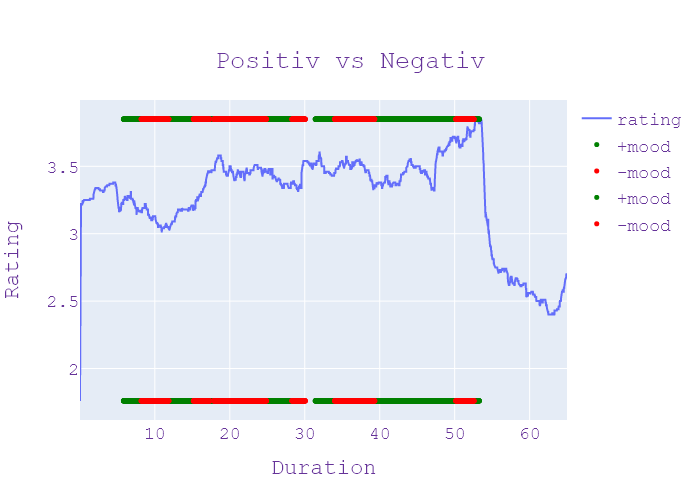 Positiv vs Negativ
rating
+mood
-mood
+mood
-mood
3.5
3
2.5
2
Rating
10 20 30 40 50 60
Duration